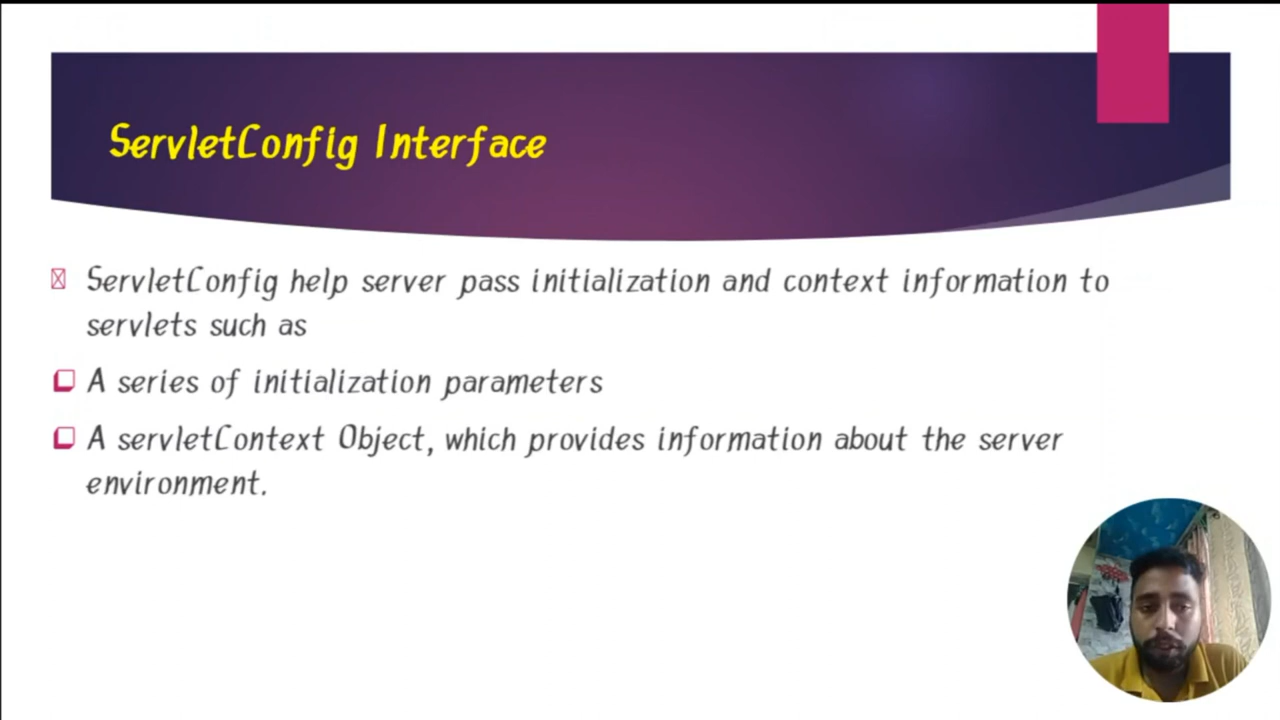 ServletConfig Interface
ServletConfig help server pass initialization and context information to
servlets such as
A series of initialization parameters
A servletContext Object, which provides information about the server
environment.